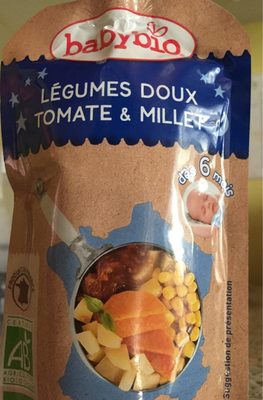 babybio
LÉGUMES DOUX
TOMATE & MILLET
dès 6 mois
Suggestion de présentation
AB